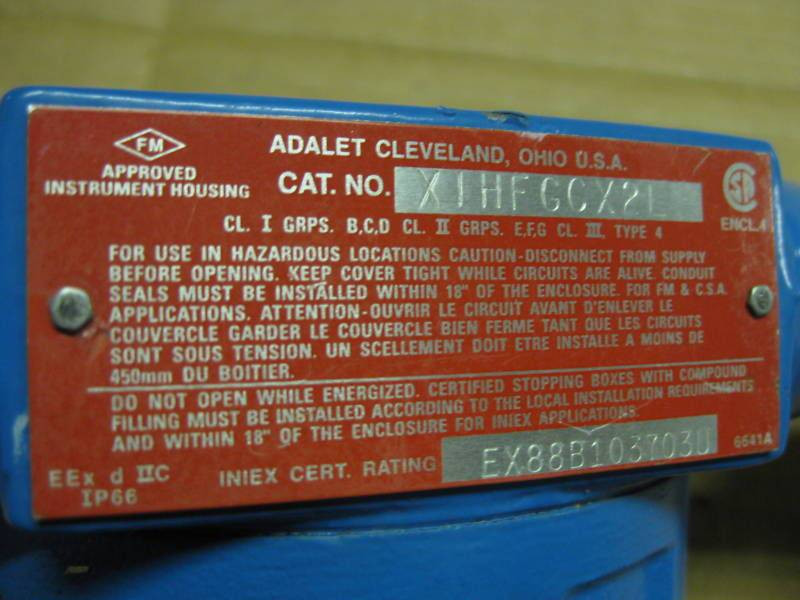 FM
APPROVED
INSTRUMENT HOUSING
ADALET CLEVELAND, OHIO U.S.A.
CAT. NO. XJHFGCX2L
ENCL.4
CL. I GRPS. B,C,D CL. II GRPS. E,F,G CL. III, TYPE 4
FOR USE IN HAZARDOUS LOCATIONS CAUTION-DISCONNECT FROM SUPPLY
BEFORE OPENING. KEEP COVER TIGHT WHILE CIRCUITS ARE ALIVE. CONDUIT
SEALS MUST BE INSTALLED WITHIN 18" OF THE ENCLOSURE. FOR FM & C.S.A.
APPLICATIONS. ATTENTION-OUVRIR LE CIRCUIT AVANT D'ENLEVER LE
COUVERCLE GARDER LE COUVERCLE BIEN FERME TANT QUE LES CIRCUITS
SONT SOUS TENSION. UN SCELLEMENT DOIT ETRE INSTALLE A MOINS DE
450mm DU BOITIER.
DO NOT OPEN WHILE ENERGIZED. CERTIFIED STOPPING BOXES WITH COMPOUND
FILLING MUST BE INSTALLED ACCORDING TO THE LOCAL INSTALLATION REQUIREMENTS
AND WITHIN 18" OF THE ENCLOSURE FOR INIEX APPLICATIONS.
EEx d IIC
IP66
INIEX CERT. RATING EX88B103703U
6641A